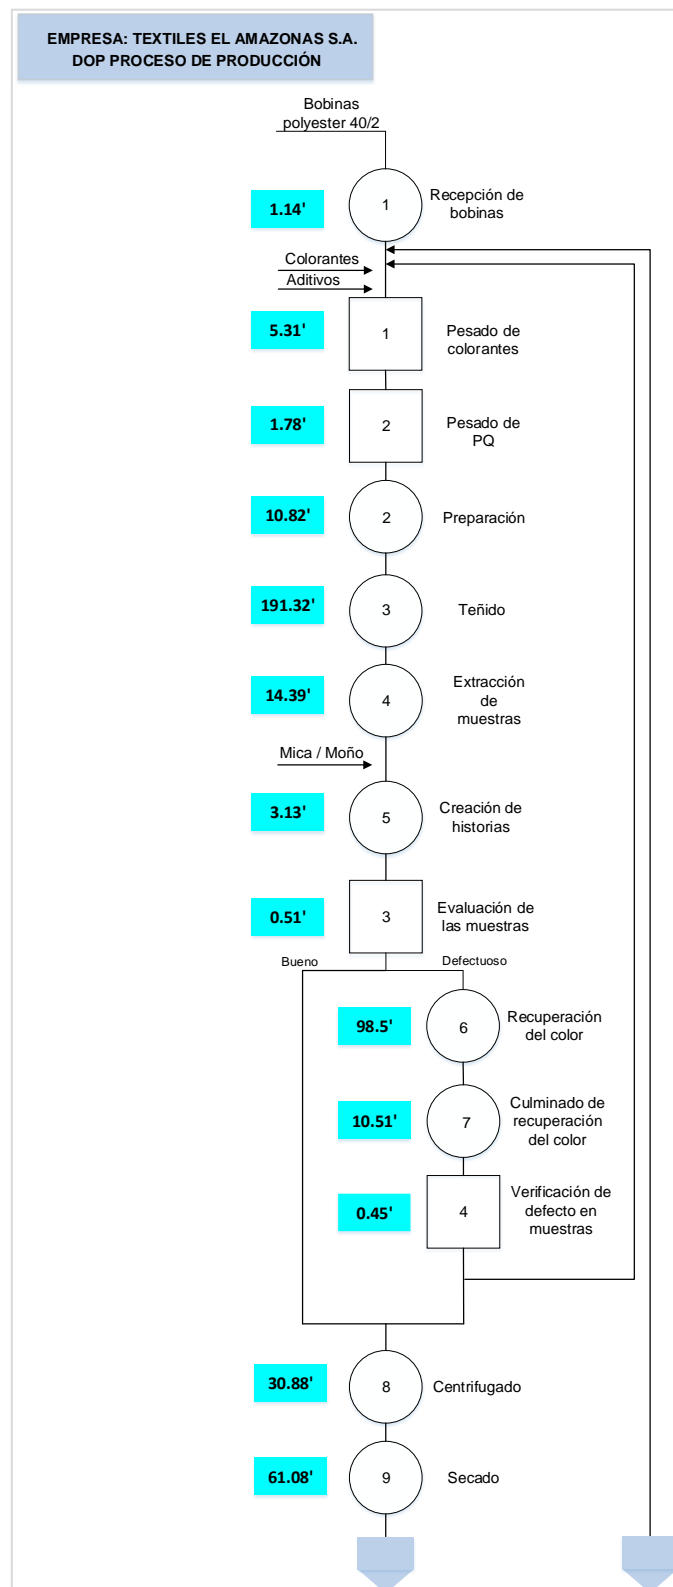 EMPRESA: TEXTILES EL AMAZONAS S.A.
DOP PROCESO DE PRODUCCIÓN
Bobinas
polyester 40/2
1.14'
1
Recepción de
bobinas
Colorantes
Aditivos
5.31'
1
Pesado de
colorantes
1.78'
2
Pesado de
PQ
10.82'
2
Preparación
191.32'
3
Teñido
14.39'
4
Extracción
de
muestras
Mica / Moño
3.13'
5
Creación de
historias
0.51'
3
Evaluación de
las muestras
Bueno
Defectuoso
98.5'
6
Recuperación
del color
10.51'
7
Culminado de
recuperación
del color
0.45'
4
Verificación de
defecto en
muestras
30.88'
8
Centrifugado
61.08'
9
Secado